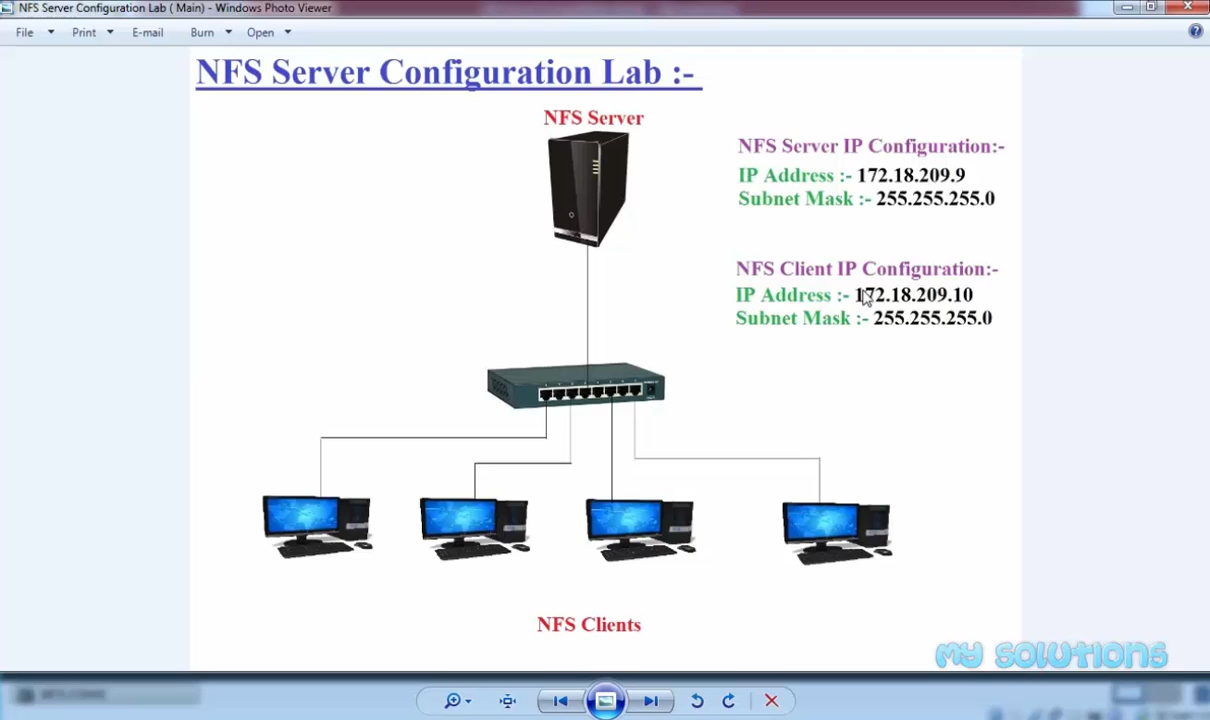 NFS Server Configuration Lab ( Main) - Windows Photo Viewer
File Print E-mail Burn Open
NFS Server Configuration Lab :-
NFS Server
NFS Server IP Configuration:-
IP Address :- 172.18.209.9
Subnet Mask :- 255.255.255.0
NFS Client IP Configuration:-
IP Address :- 172.18.209.10
Subnet Mask :- 255.255.255.0
NFS Clients
MY SOLUTIONS